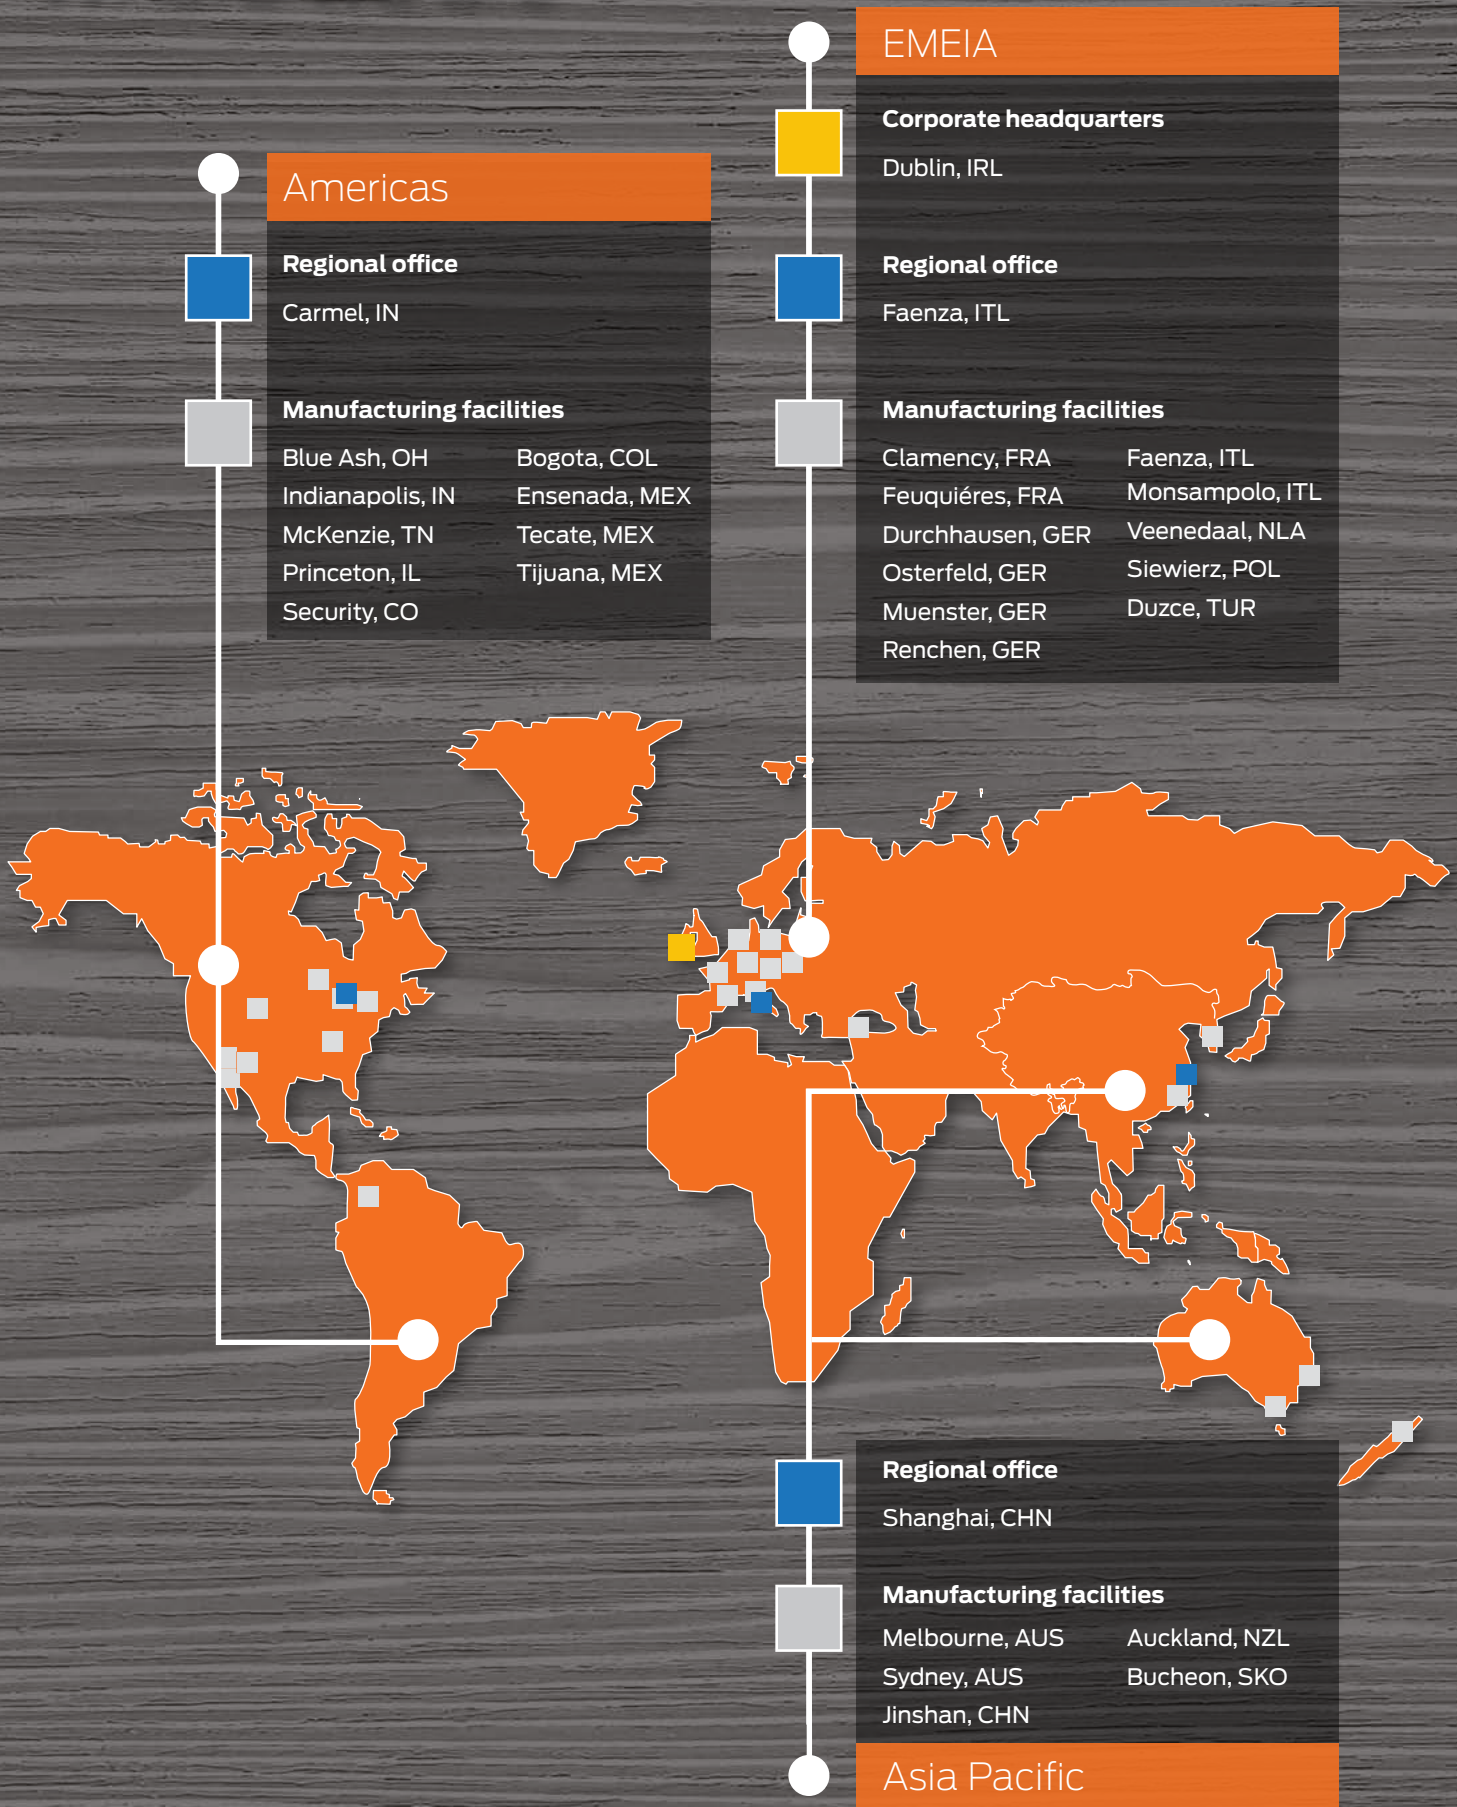 EMEIA
Corporate headquarters
Dublin, IRL
Regional office
Faenza, ITL
Manufacturing facilities
Clamency, FRA
Feuquiéres, FRA
Durchhausen, GER
Osterfeld, GER
Muenster, GER
Renchen, GER
Faenza, ITL
Monsampolo, ITL
Veenedaal, NLA
Siewierz, POL
Duzce, TUR
Americas
Regional office
Carmel, IN
Manufacturing facilities
Blue Ash, OH
Indianapolis, IN
McKenzie, TN
Princeton, IL
Security, CO
Bogota, COL
Ensenada, MEX
Tecate, MEX
Tijuana, MEX
Regional office
Shanghai, CHN
Manufacturing facilities
Melbourne, AUS
Sydney, AUS
Jinshan, CHN
Auckland, NZL
Bucheon, SKO
Asia Pacific